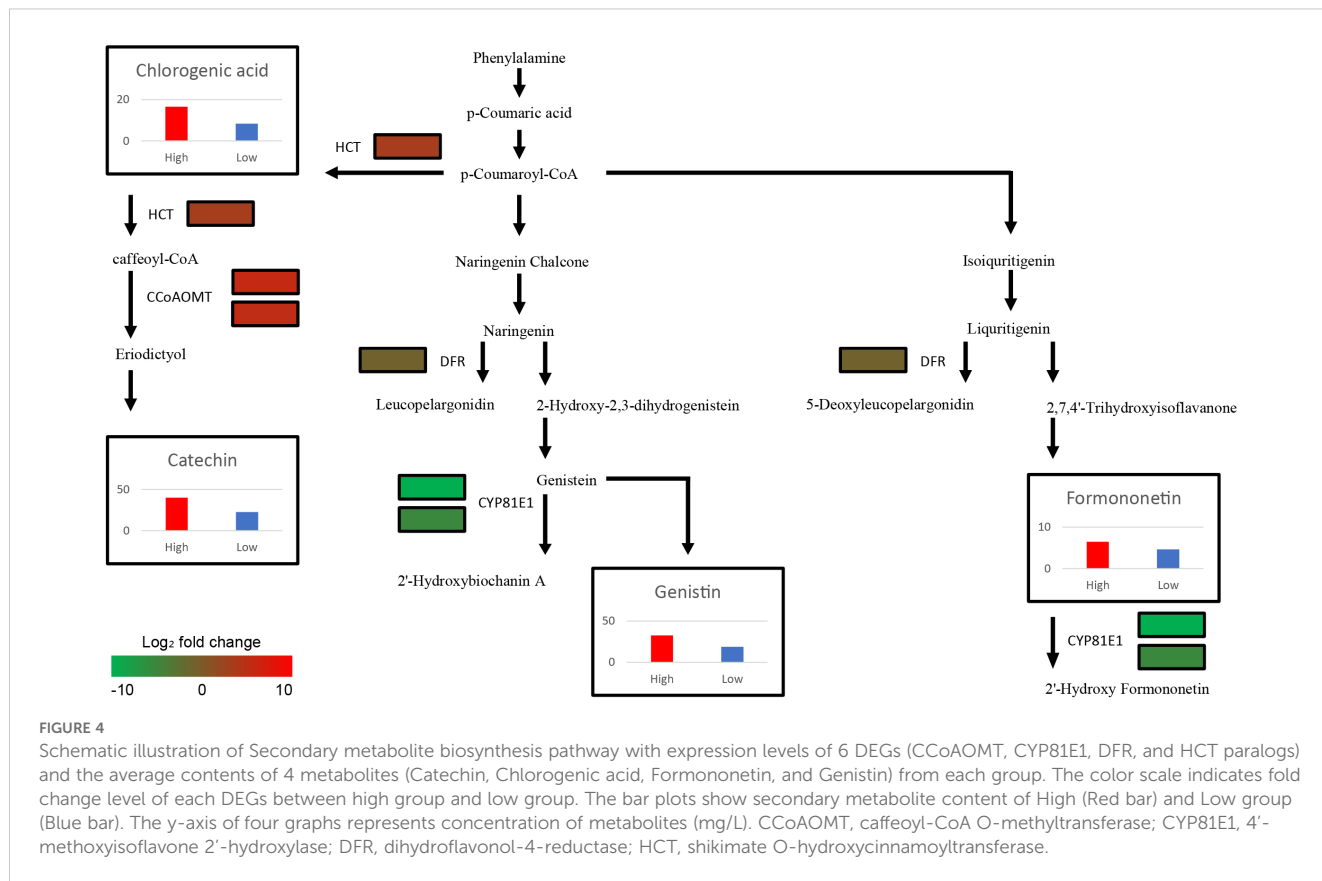 Phenylalamine
p-Coumaric acid
HCT
p-Coumaroyl-CoA
Chlorogenic acid
20
0
High Low
HCT
caffeoyl-CoA
CCoAOMT
Eriodictyol
Catechin
50
0
High Low
Naringenin Chalcone
Naringenin
DFR
Leucopelargonidin
2-Hydroxy-2,3-dihydrogenistein
Genistein
CYP81E1
2'-Hydroxybiochanin A
Genistin
50
0
High Low
Isoiquritigenin
Liquritigenin
DFR
5-Deoxyleucopelargonidin
2,7,4'-Trihydroxyisoflavanone
Formononetin
10
0
High Low
CYP81E1
2'-Hydroxy Formononetin
Log₂ fold change
-10 0 10
FIGURE 4
Schematic illustration of Secondary metabolite biosynthesis pathway with expression levels of 6 DEGs (CCoAOMT, CYP81E1, DFR, and HCT paralogs)
and the average contents of 4 metabolites (Catechin, Chlorogenic acid, Formononetin, and Genistin) from each group. The color scale indicates fold
change level of each DEGs between high group and low group. The bar plots show secondary metabolite content of High (Red bar) and Low group
(Blue bar). The y-axis of four graphs represents concentration of metabolites (mg/L). CCoAOMT, caffeoyl-CoA O-methyltransferase; CYP81E1, 4′-
methoxyisoflavone 2′-hydroxylase; DFR, dihydroflavonol-4-reductase; HCT, shikimate O-hydroxycinnamoyltransferase.